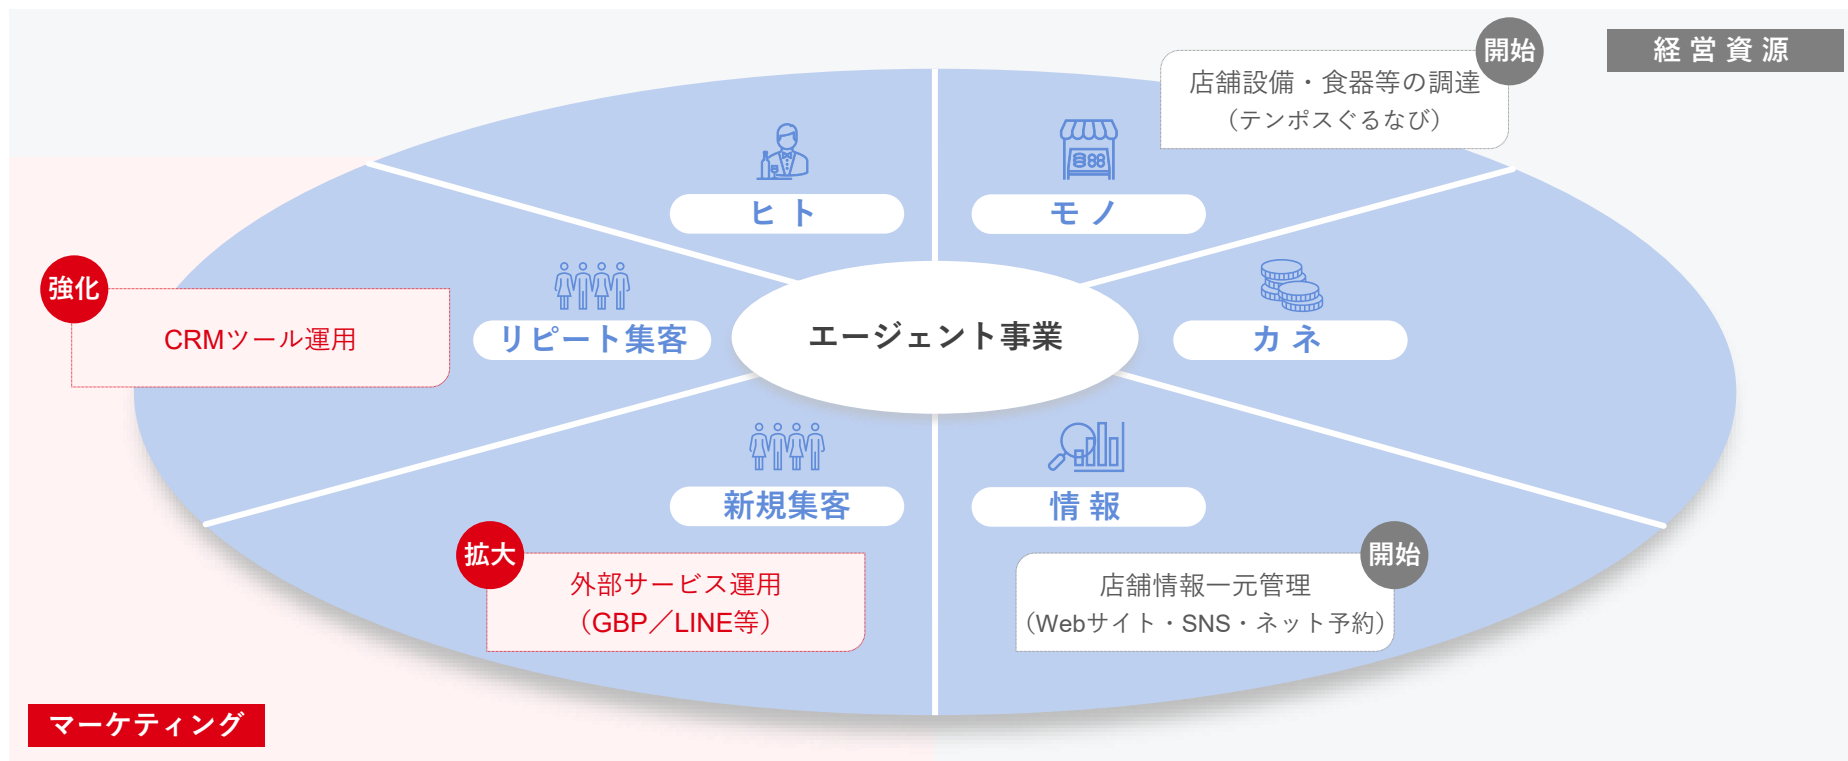 経営資源
開始
店舗設備・食器等の調達
（テンポスぐるなび）
ヒト
モノ
強化
CRMツール運用
リピート集客
エージェント事業
カネ
新規集客
情報
拡大
外部サービス運用
（GBP／LINE等）
開始
店舗情報一元管理
（Webサイト・SNS・ネット予約）
マーケティング